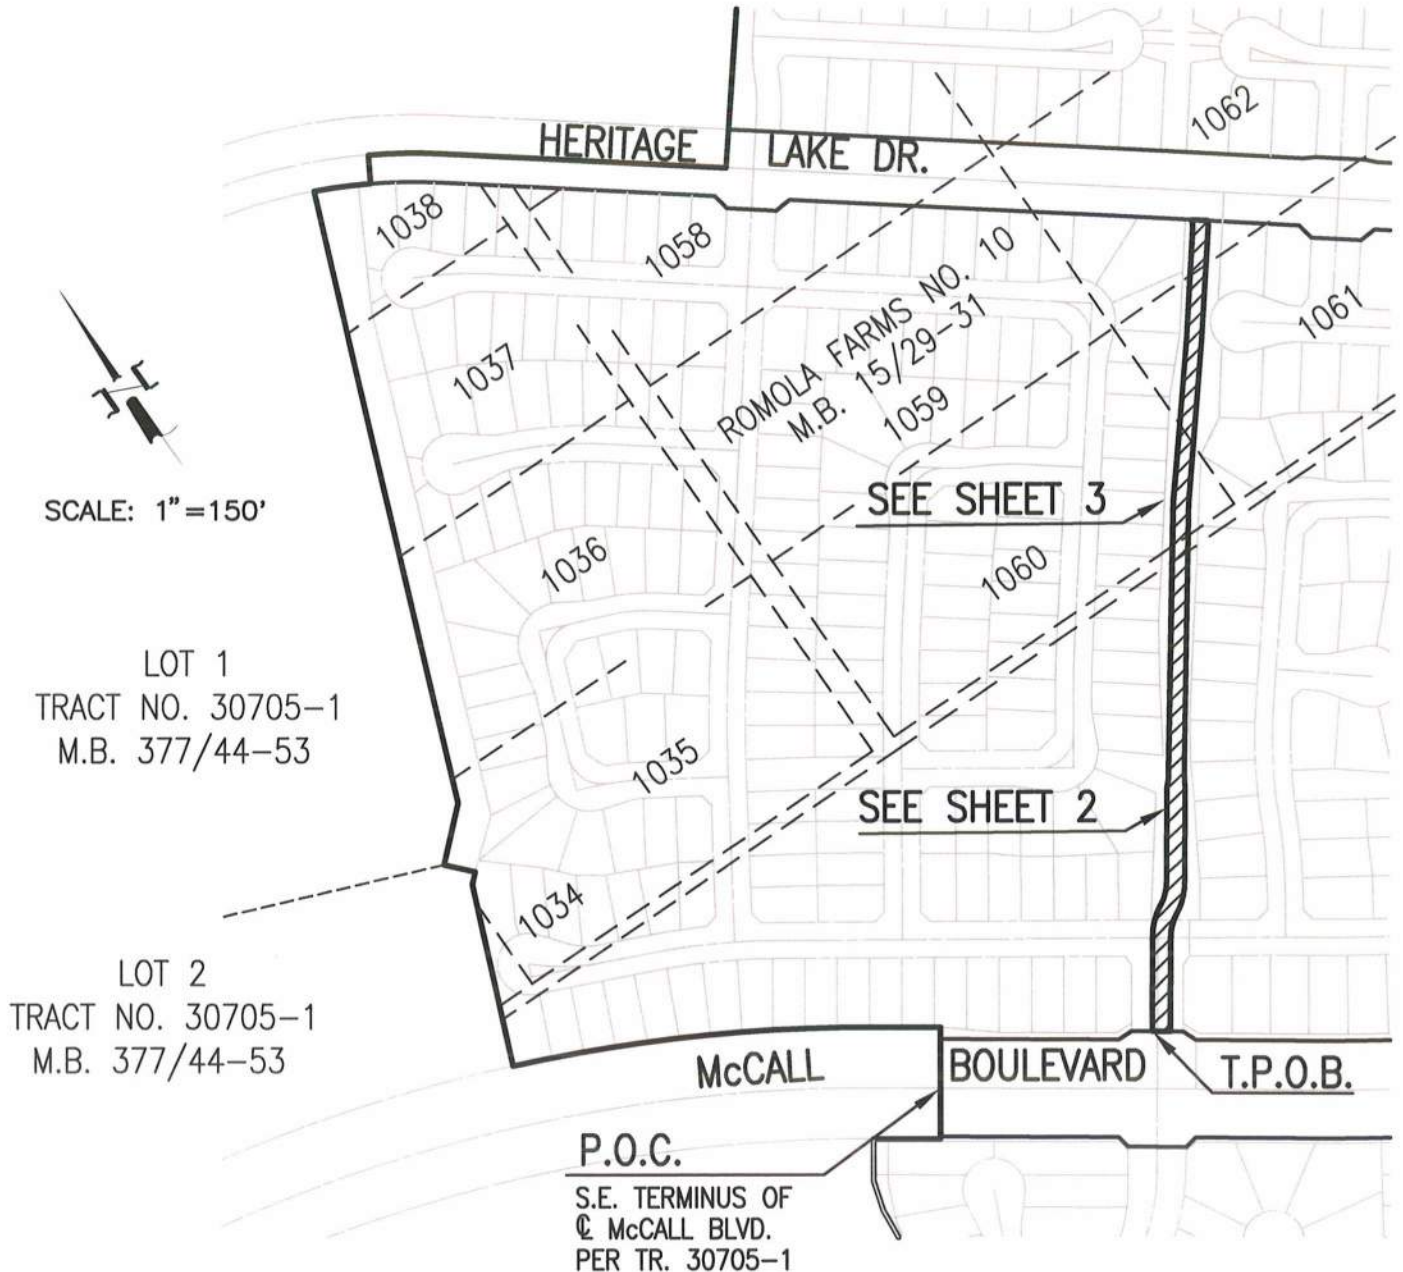 1062
HERITAGE LAKE DR.
1038
1058
1061
ROMOLA FARMS NO. 10
M.B. 15/29-31
1037
1059
SCALE: 1"=150'
SEE SHEET 3
1036
1060
LOT 1
TRACT NO. 30705-1
M.B. 377/44-53
1035
SEE SHEET 2
1034
LOT 2
TRACT NO. 30705-1
M.B. 377/44-53
McCALL BOULEVARD
T.P.O.B.
P.O.C.
S.E. TERMINUS OF
℄ McCALL BLVD.
PER TR. 30705-1